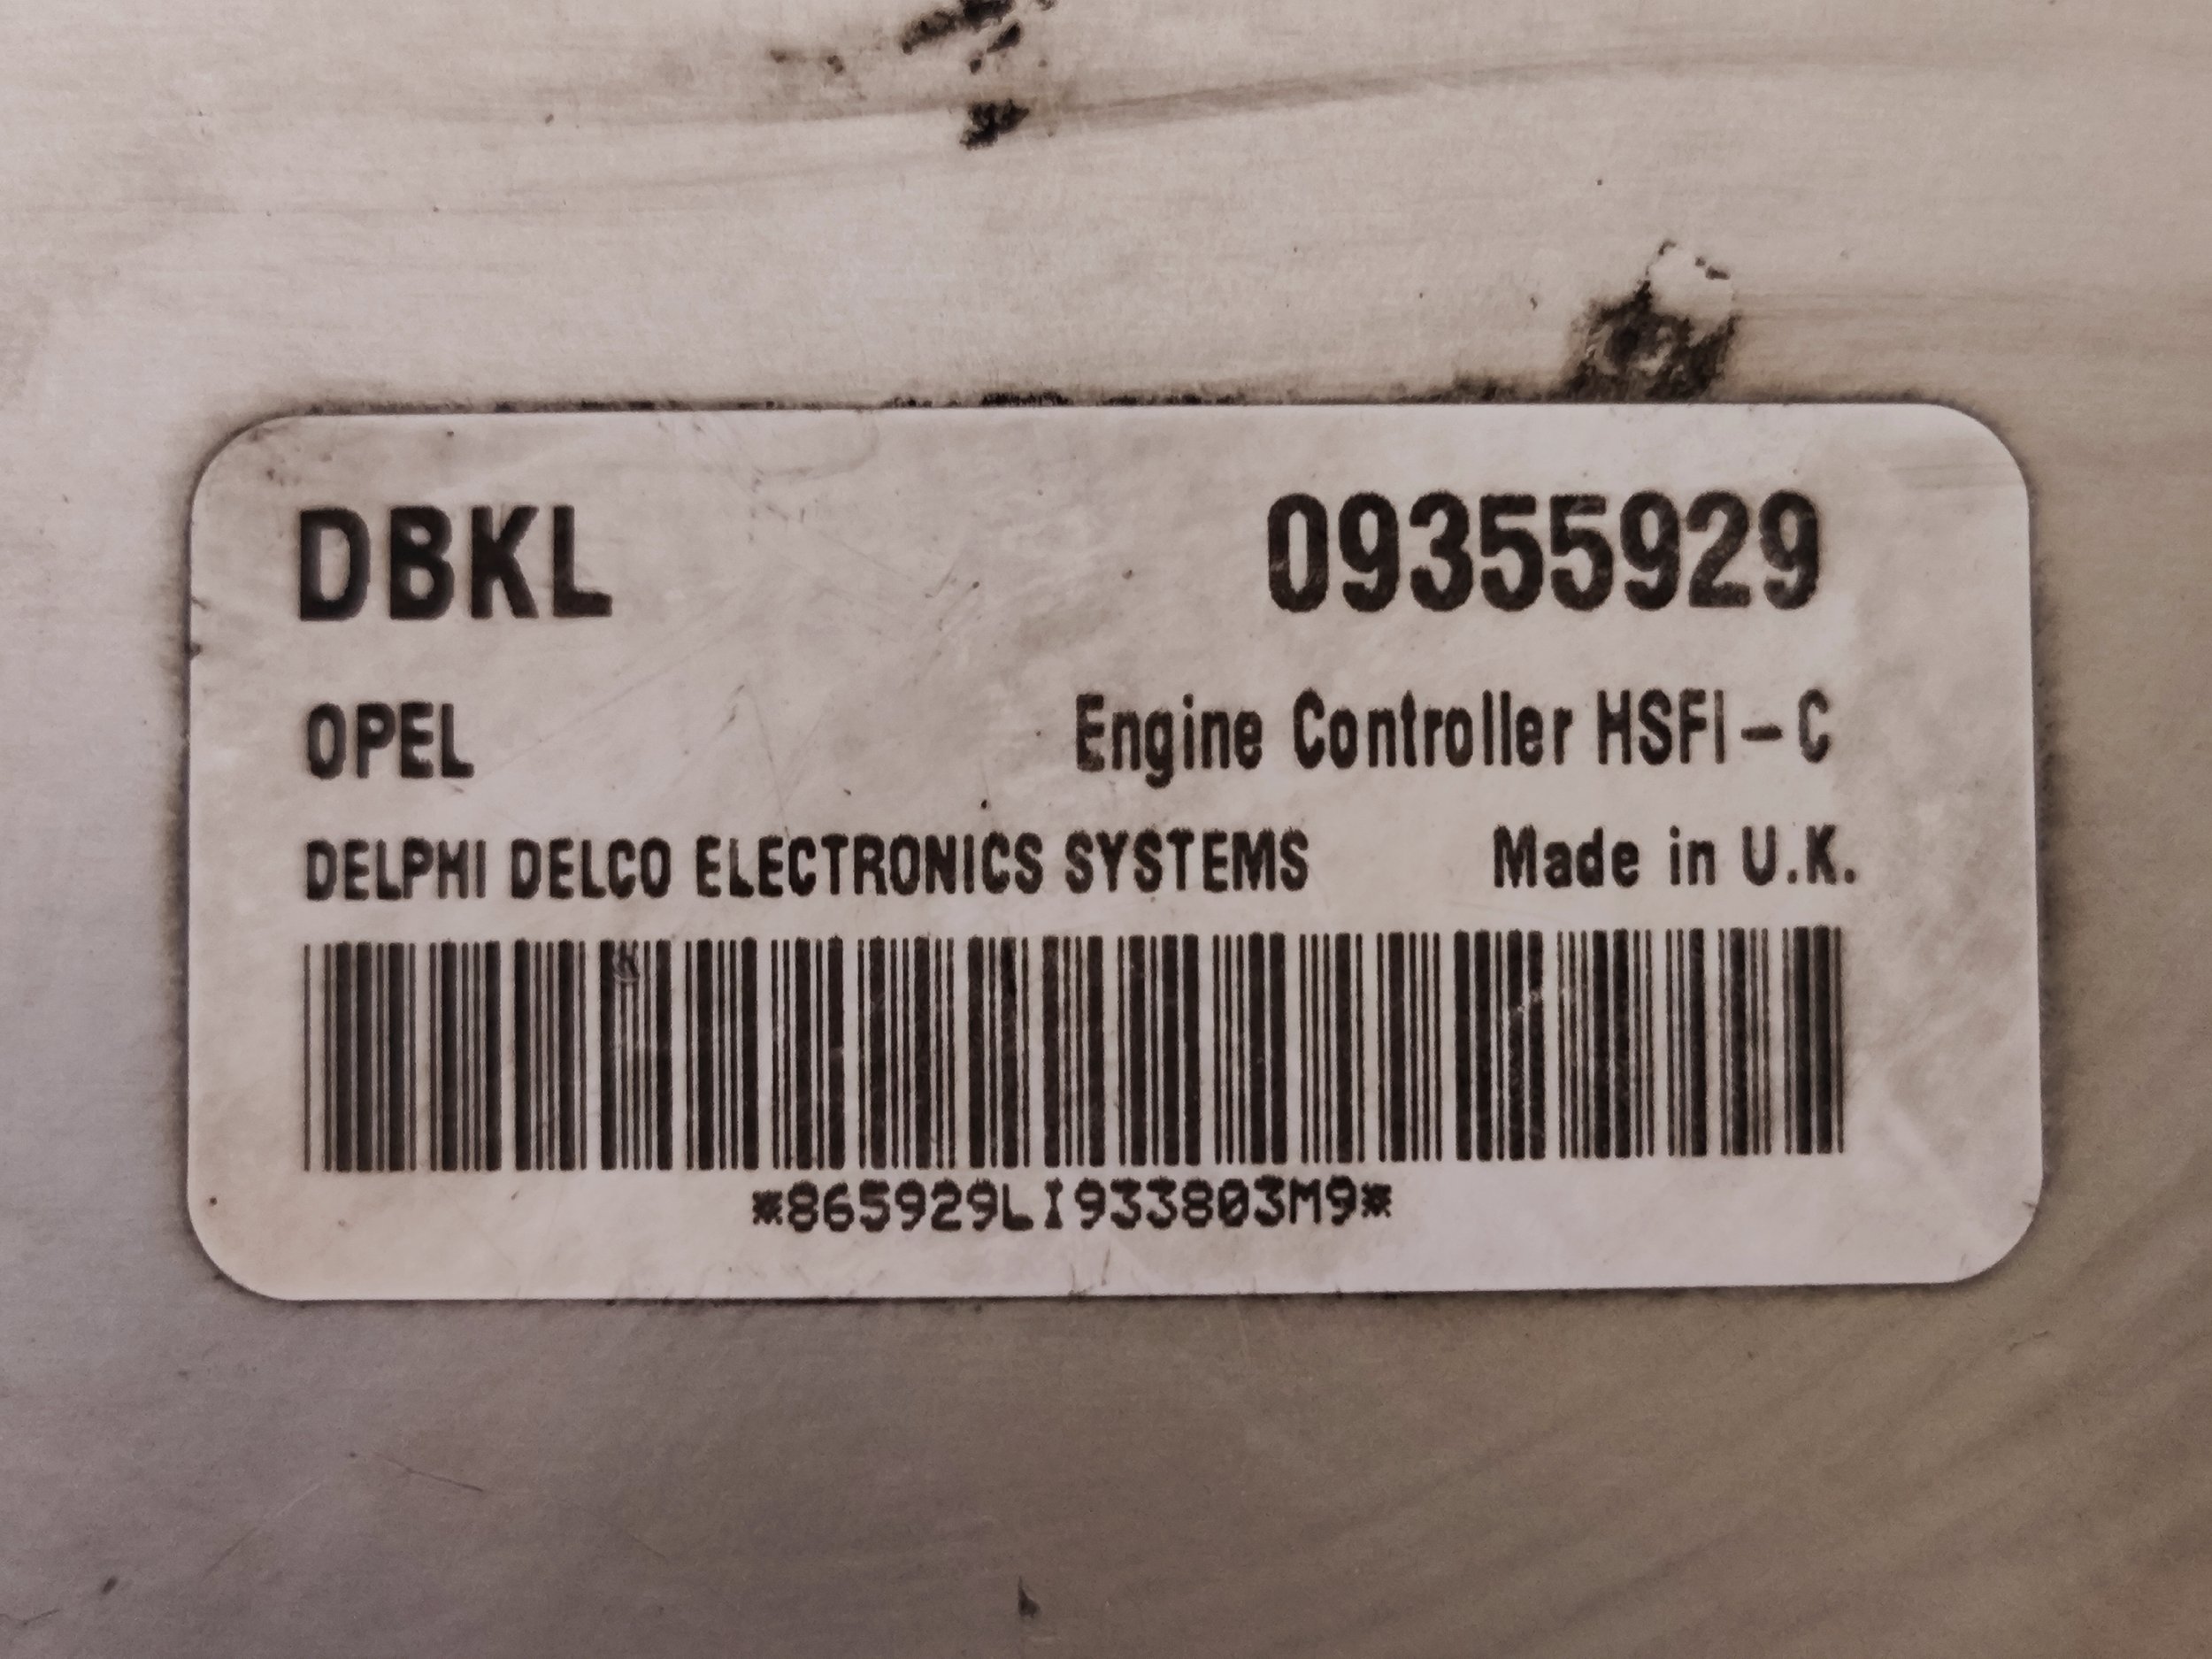 DBKL 09355929
OPEL Engine Controller HSFI-C
DELPHI DELCO ELECTRONICS SYSTEMS Made in U.K.
*865929LI933803M9*